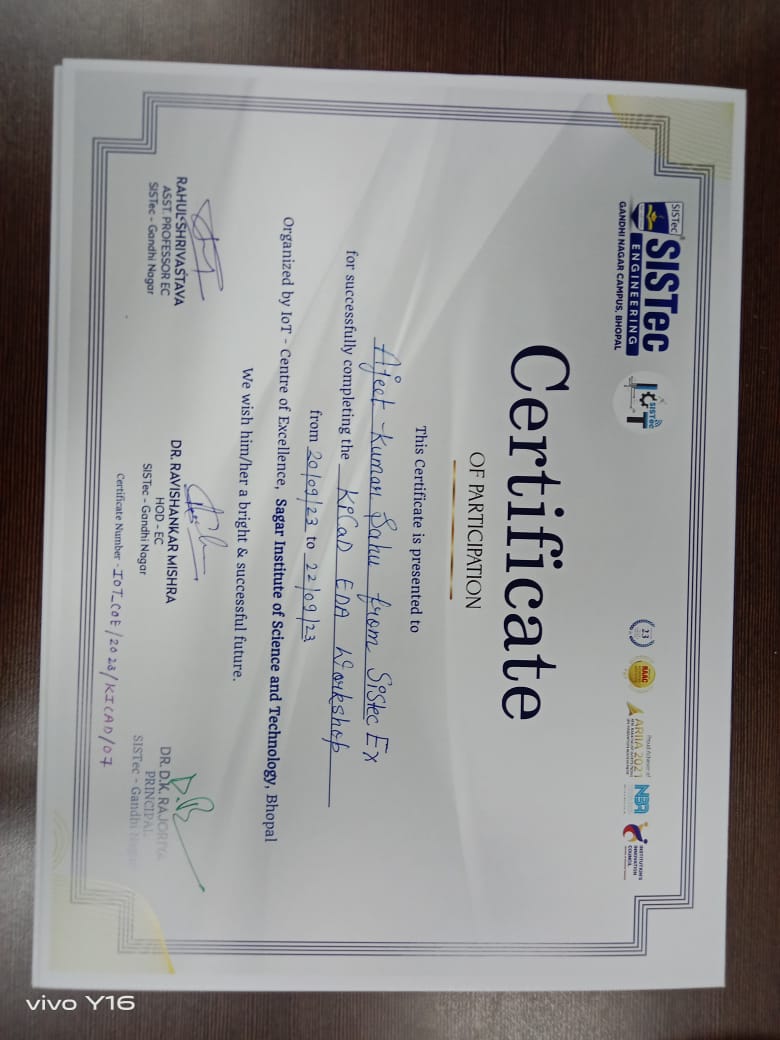 SISTec
SISTec
ENGINEERING
GANDHI NAGAR CAMPUS, BHOPAL
SISTec
IoT
23
NAAC
Proud Achiever of
ARIIA 2021
NBA
INSTITUTION'S
INNOVATION
COUNCIL
Certificate
OF PARTICIPATION
This Certificate is presented to
Ajeet Kumar Sahu from Sistec Ex
for successfully completing the KiCaD EDA Workshop
from 20/09/23 to 22/09/23
Organized by IoT - Centre of Excellence, Sagar Institute of Science and Technology, Bhopal
We wish him/her a bright & successful future.
RAHUL SHRIVASTAVA
ASST. PROFESSOR EC
SISTec - Gandhi Nagar
DR. RAVISHANKAR MISHRA
HOD - EC
SISTec - Gandhi Nagar
DR. D.K. RAJORIYA
PRINCIPAL
SISTec - Gandhi Nagar
Certificate Number - IOT_COE/2023/KICAD/07
vivo Y16